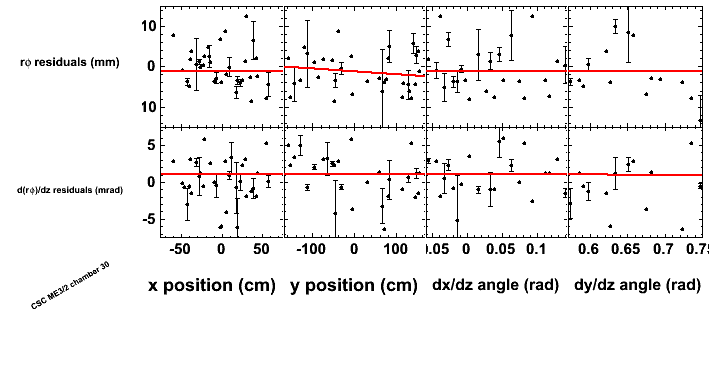 10
rφ residuals (mm)
0
10
5
d(rφ)/dz residuals (mrad)
0
-5
-50 0 50 -100 0 100 .05 0 0.05 0.1 0.6 0.65 0.7 0.75
x position (cm) y position (cm) dx/dz angle (rad) dy/dz angle (rad)
CSC ME3/2 chamber 30